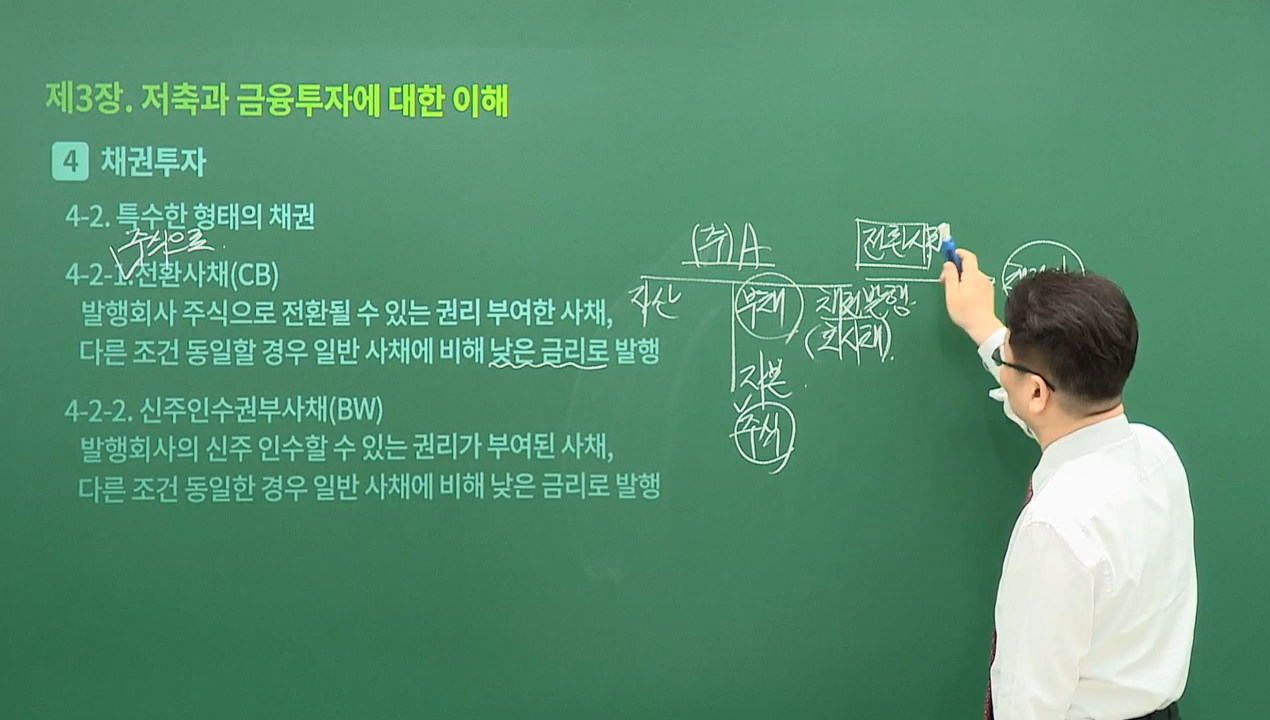 제3장. 저축과 금융투자에 대한 이해
4 채권투자
4-2. 특수한 형태의 채권
주식으로
4-2-1.전환사채(CB)
발행회사 주식으로 전환될 수 있는 권리 부여한 사채,
다른 조건 동일할 경우 일반 사채에 비해 낮은 금리로 발행
4-2-2. 신주인수권부사채(BW)
발행회사의 신주 인수할 수 있는 권리가 부여된 사채,
다른 조건 동일한 경우 일반 사채에 비해 낮은 금리로 발행
(주)A
전환사채
자산
부채
채권발행
(회사채).
자본
주식